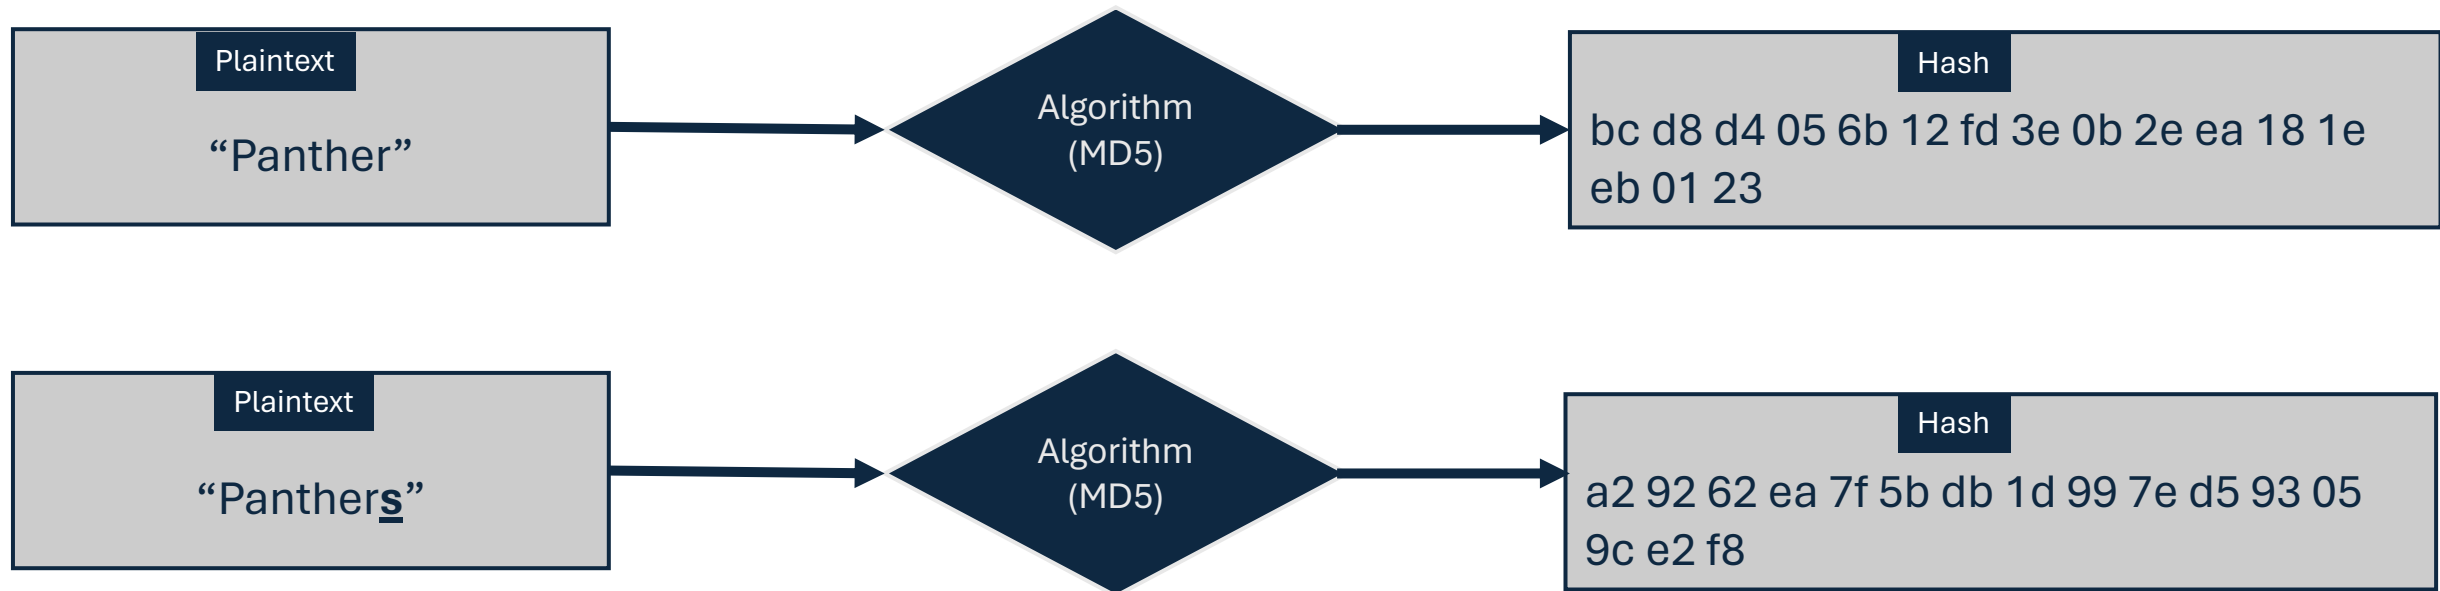 Plaintext
“Panther”
Algorithm
(MD5)
Hash
bc d8 d4 05 6b 12 fd 3e 0b 2e ea 18 1e
eb 01 23
Plaintext
“Panthers”
Algorithm
(MD5)
Hash
a2 92 62 ea 7f 5b db 1d 99 7e d5 93 05
9c e2 f8